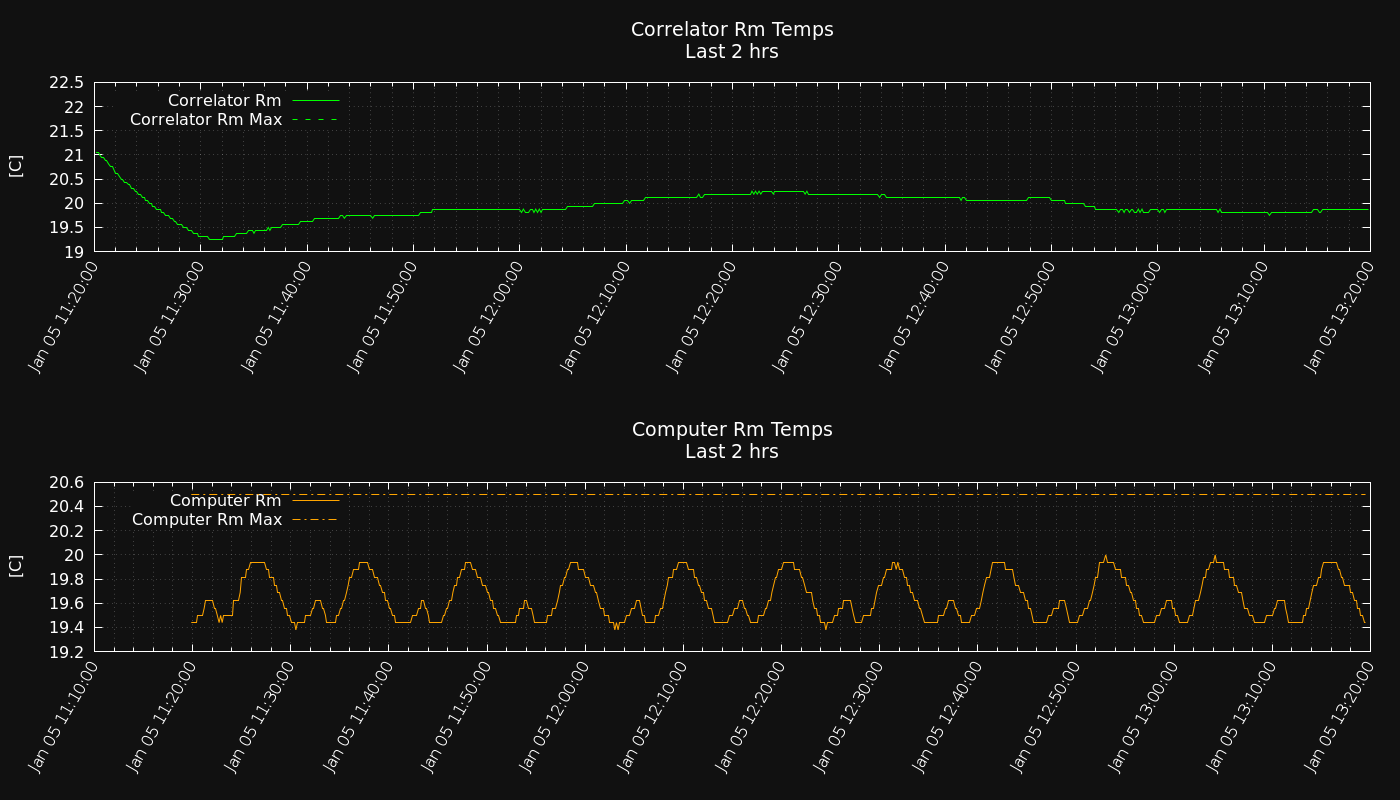 Correlator Rm Temps
Last 2 hrs
22.5
22
21.5
21
20.5
20
19.5
19
[C]
Correlator Rm
Correlator Rm Max
Jan 05 11:20:00
Jan 05 11:30:00
Jan 05 11:40:00
Jan 05 11:50:00
Jan 05 12:00:00
Jan 05 12:10:00
Jan 05 12:20:00
Jan 05 12:30:00
Jan 05 12:40:00
Jan 05 12:50:00
Jan 05 13:00:00
Jan 05 13:10:00
Jan 05 13:20:00
Computer Rm Temps
Last 2 hrs
20.6
20.4
20.2
20
19.8
19.6
19.4
19.2
[C]
Computer Rm
Computer Rm Max
Jan 05 11:10:00
Jan 05 11:20:00
Jan 05 11:30:00
Jan 05 11:40:00
Jan 05 11:50:00
Jan 05 12:00:00
Jan 05 12:10:00
Jan 05 12:20:00
Jan 05 12:30:00
Jan 05 12:40:00
Jan 05 12:50:00
Jan 05 13:00:00
Jan 05 13:10:00
Jan 05 13:20:00